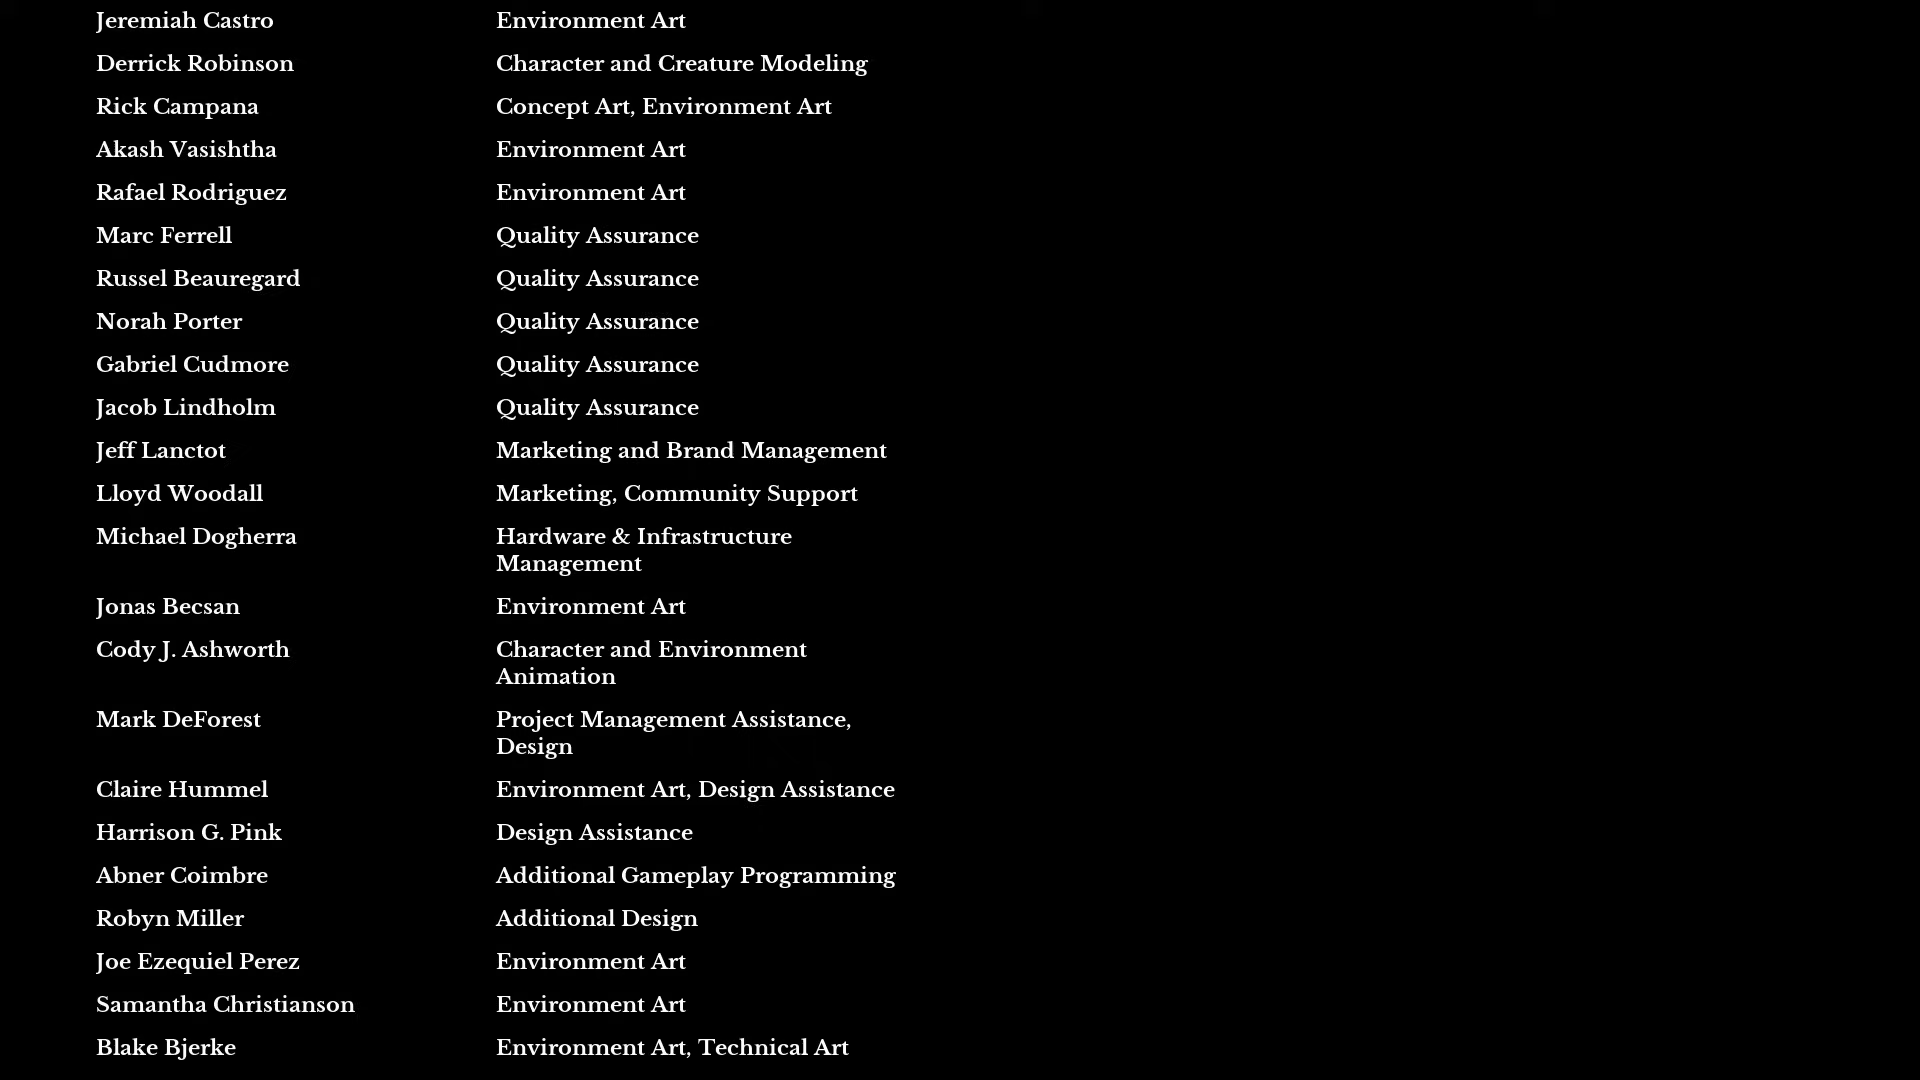 Jeremiah Castro Environment Art
Derrick Robinson Character and Creature Modeling
Rick Campana Concept Art, Environment Art
Akash Vasishtha Environment Art
Rafael Rodriguez Environment Art
Marc Ferrell Quality Assurance
Russel Beauregard Quality Assurance
Norah Porter Quality Assurance
Gabriel Cudmore Quality Assurance
Jacob Lindholm Quality Assurance
Jeff Lanctot Marketing and Brand Management
Lloyd Woodall Marketing, Community Support
Michael Dogherra Hardware & Infrastructure
Management
Jonas Becsan Environment Art
Cody J. Ashworth Character and Environment
Animation
Mark DeForest Project Management Assistance,
Design
Claire Hummel Environment Art, Design Assistance
Harrison G. Pink Design Assistance
Abner Coimbre Additional Gameplay Programming
Robyn Miller Additional Design
Joe Ezequiel Perez Environment Art
Samantha Christianson Environment Art
Blake Bjerke Environment Art, Technical Art